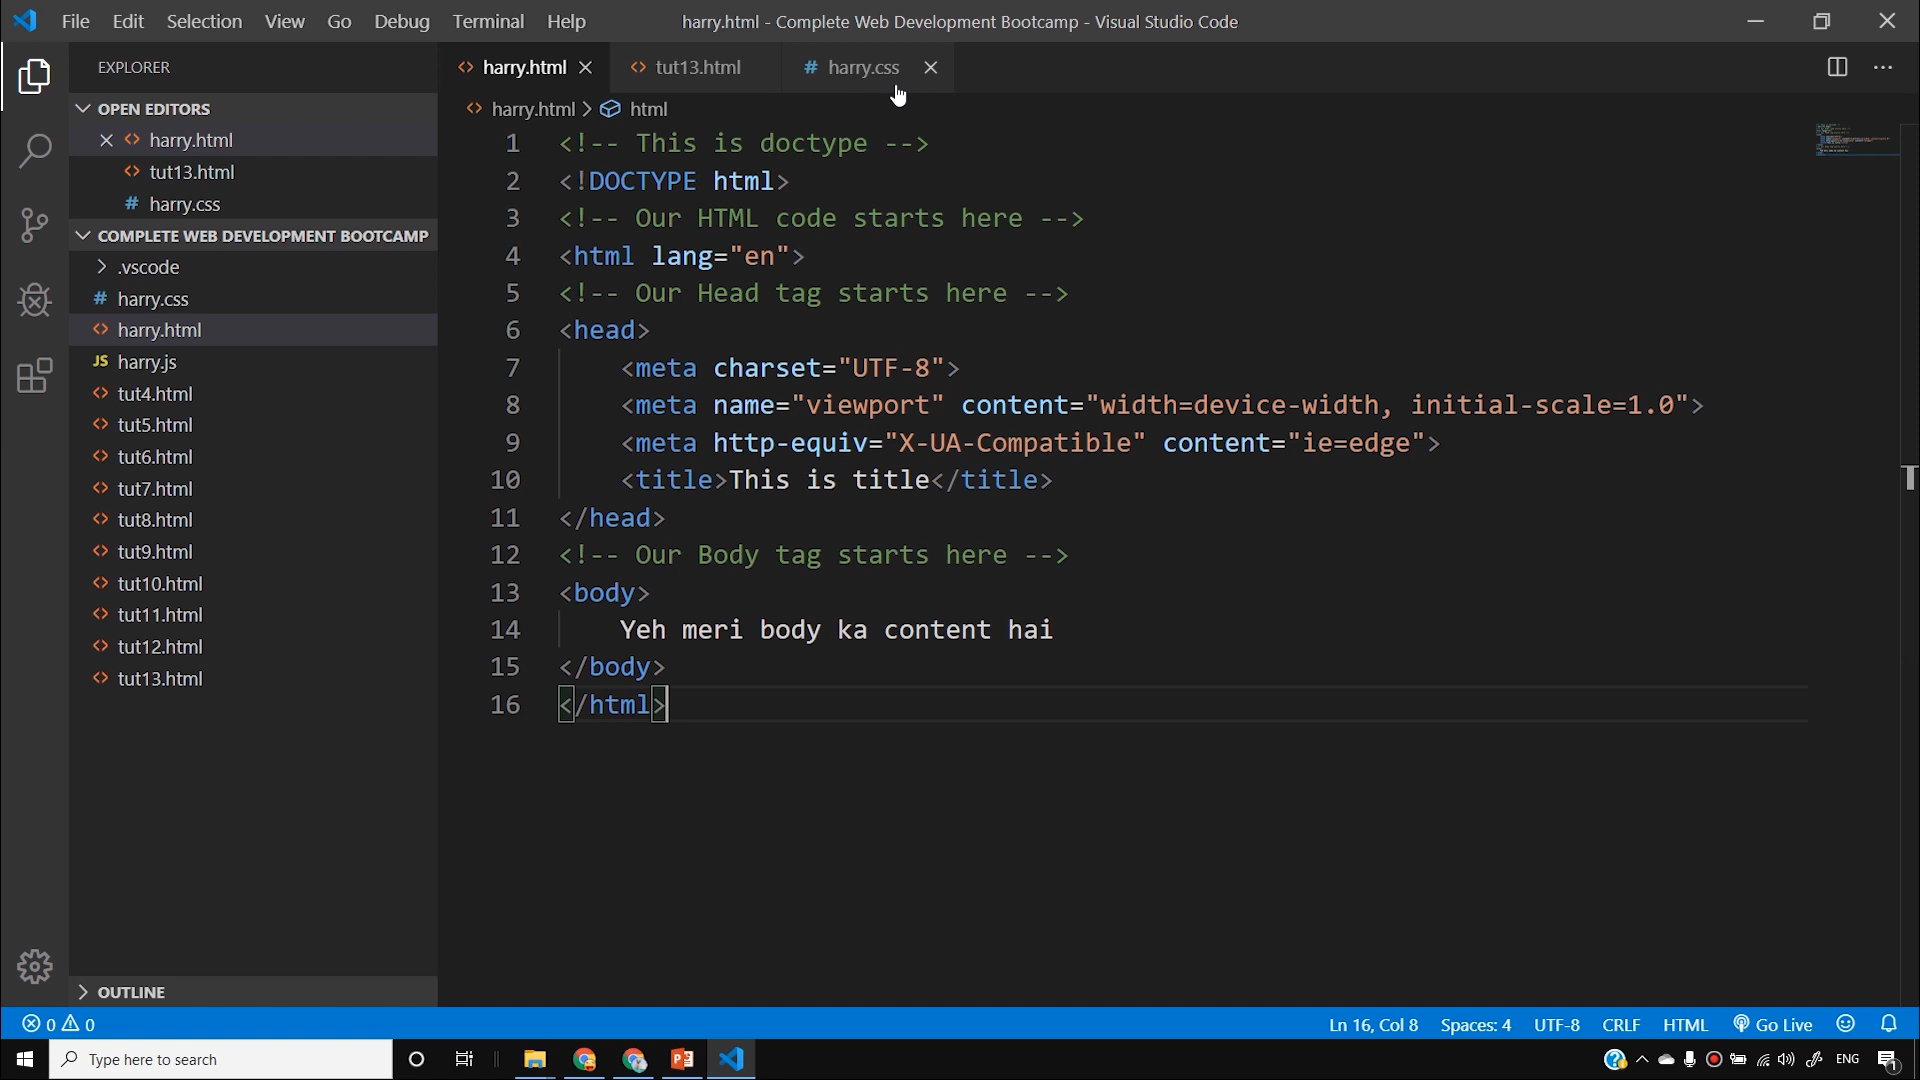 File Edit Selection View Go Debug Terminal Help harry.html - Complete Web Development Bootcamp - Visual Studio Code
EXPLORER
OPEN EDITORS
harry.html
tut13.html
harry.css
COMPLETE WEB DEVELOPMENT BOOTCAMP
.vscode
# harry.css
harry.html
JS harry.js
tut4.html
tut5.html
tut6.html
tut7.html
tut8.html
tut9.html
tut10.html
tut11.html
tut12.html
tut13.html
OUTLINE
harry.html tut13.html # harry.css
harry.html > html
1 <!-- This is doctype -->
2 <!DOCTYPE html>
3 <!-- Our HTML code starts here -->
4 <html lang="en">
5 <!-- Our Head tag starts here -->
6 <head>
7 <meta charset="UTF-8">
8 <meta name="viewport" content="width=device-width, initial-scale=1.0">
9 <meta http-equiv="X-UA-Compatible" content="ie=edge">
10 <title>This is title</title>
11 </head>
12 <!-- Our Body tag starts here -->
13 <body>
14 Yeh meri body ka content hai
15 </body>
16 </html>
0 0 Ln 16, Col 8 Spaces: 4 UTF-8 CRLF HTML Go Live
Type here to search ENG 1